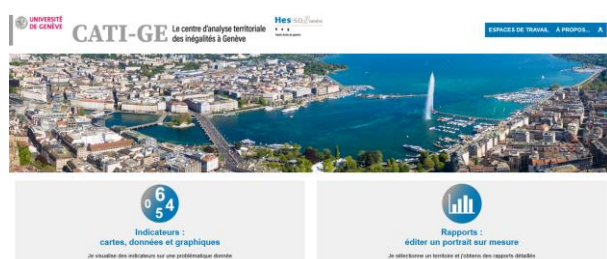 UNIVERSITÉ
DE GENÈVE
CATI-GE
Le centre d'analyse territoriale
des inégalités à Genève
Hes·so
ESPACES DE TRAVAIL À PROPOS...
0 6 5 4
Indicateurs :
cartes, données et graphiques
Je visualise des indicateurs sur une problématique donnée
Rapports :
éditer un portrait sur mesure
Je sélectionne un territoire et j'obtiens des rapports détaillés